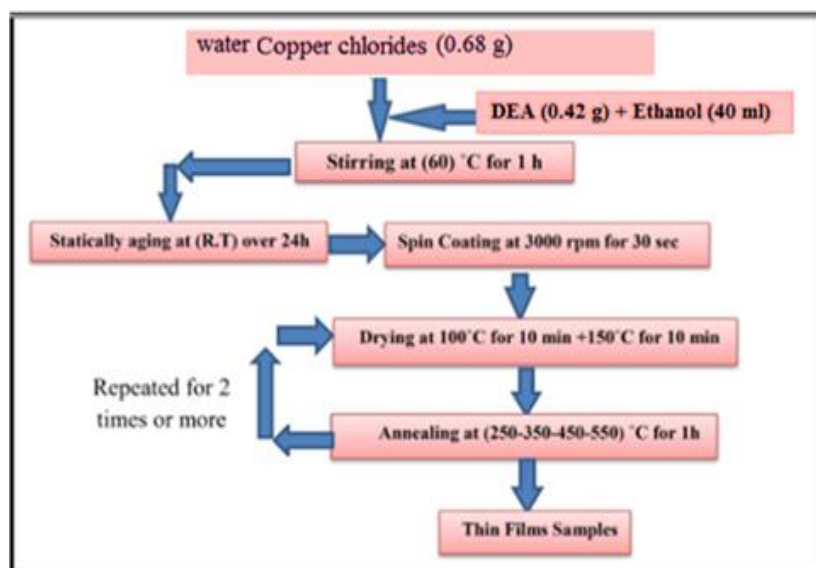 water Copper chlorides (0.68 g)
DEA (0.42 g) + Ethanol (40 ml)
Stirring at (60) ˚C for 1 h
Statically aging at (R.T) over 24h
Spin Coating at 3000 rpm for 30 sec
Drying at 100˚C for 10 min +150˚C for 10 min
Repeated for 2
times or more
Annealing at (250-350-450-550) ˚C for 1h
Thin Films Samples